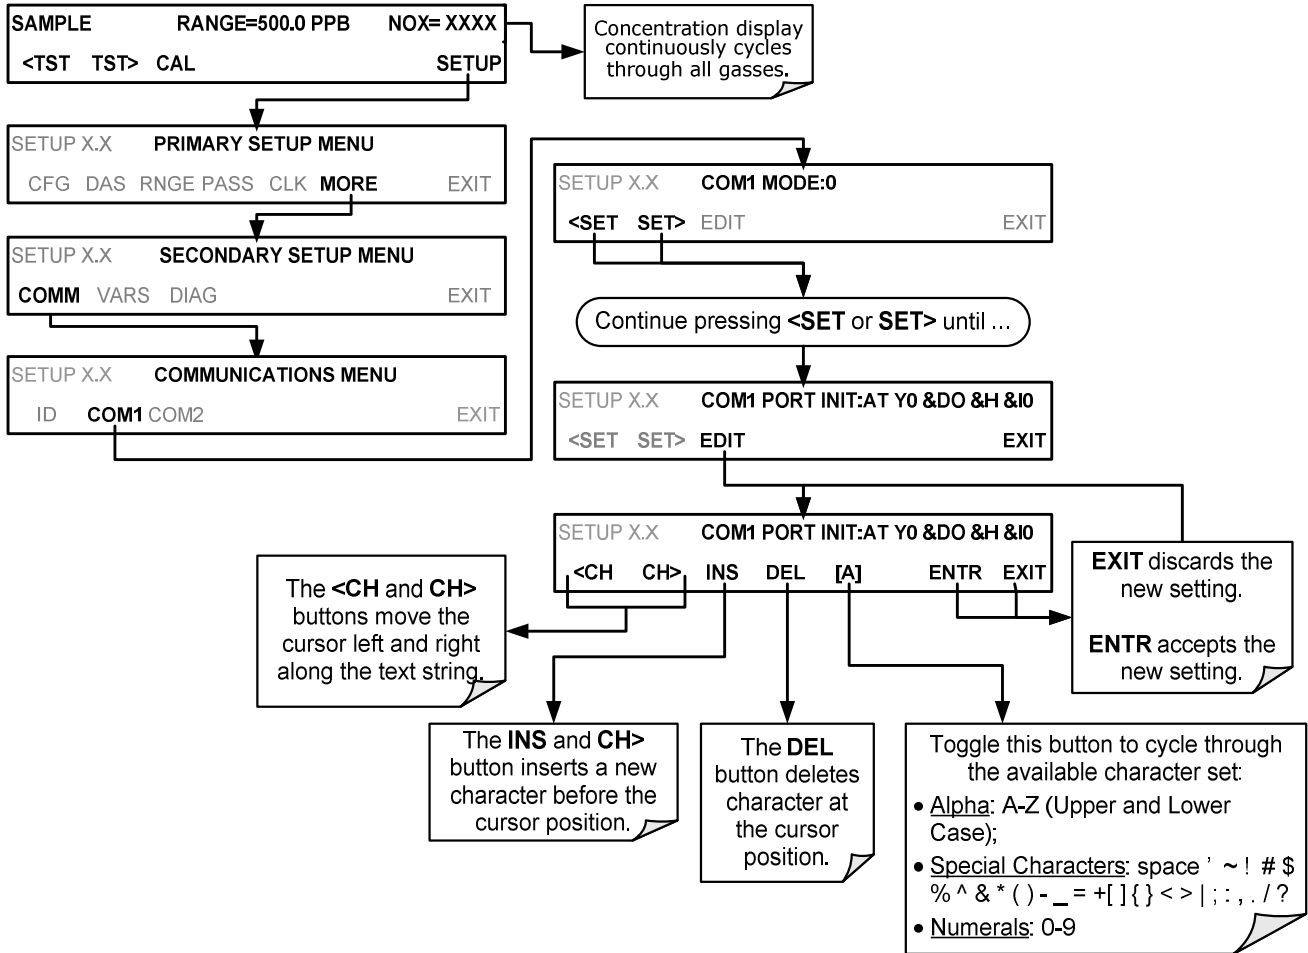 SAMPLE RANGE=500.0 PPB NOX= XXXX
<TST TST> CAL SETUP
Concentration display
continuously cycles
through all gasses.
SETUP X.X PRIMARY SETUP MENU
CFG DAS RNGE PASS CLK MORE EXIT
SETUP X.X SECONDARY SETUP MENU
COMM VARS DIAG EXIT
SETUP X.X COMMUNICATIONS MENU
ID COM1 COM2 EXIT
SETUP X.X COM1 MODE:0
<SET SET> EDIT EXIT
Continue pressing <SET or SET> until ...
SETUP X.X COM1 PORT INIT:AT Y0 &DO &H &I0
<SET SET> EDIT EXIT
SETUP X.X COM1 PORT INIT:AT Y0 &DO &H &I0
<CH CH> INS DEL [A] ENTR EXIT
The <CH and CH>
buttons move the
cursor left and right
along the text string.
EXIT discards the
new setting.
ENTR accepts the
new setting.
The INS and CH>
button inserts a new
character before the
cursor position.
The DEL
button deletes
character at
the cursor
position.
Toggle this button to cycle through
the available character set:
• Alpha: A-Z (Upper and Lower
Case);
• Special Characters: space ' ~ ! # $
% ^ & * ( ) - _ = +[ ] { } < > | ; : , . / ?
• Numerals: 0-9